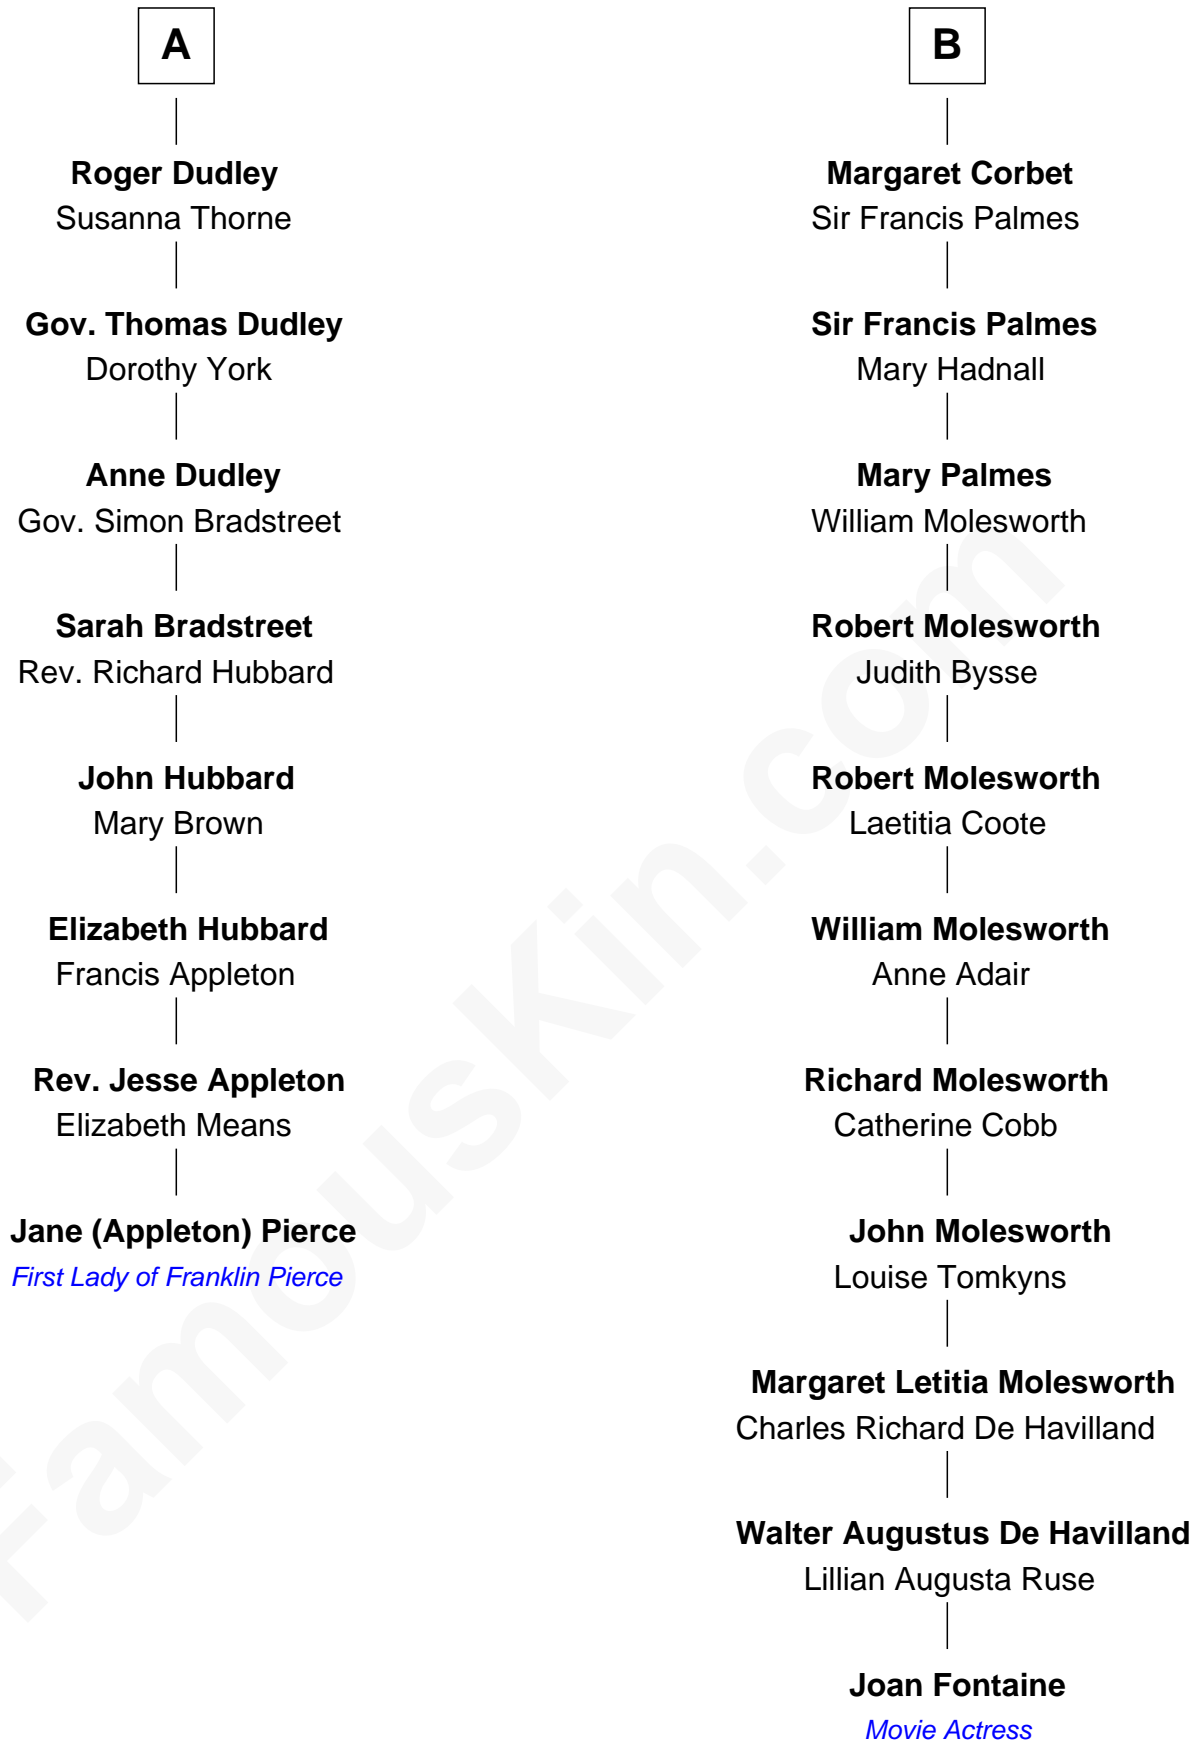 A
Roger Dudley
Susanna Thorne
Gov. Thomas Dudley
Dorothy York
Anne Dudley
Gov. Simon Bradstreet
Sarah Bradstreet
Rev. Richard Hubbard
John Hubbard
Mary Brown
Elizabeth Hubbard
Francis Appleton
Rev. Jesse Appleton
Elizabeth Means
Jane (Appleton) Pierce
First Lady of Franklin Pierce
B
Margaret Corbet
Sir Francis Palmes
Sir Francis Palmes
Mary Hadnall
Mary Palmes
William Molesworth
Robert Molesworth
Judith Bysse
Robert Molesworth
Laetitia Coote
William Molesworth
Anne Adair
Richard Molesworth
Catherine Cobb
John Molesworth
Louise Tomkyns
Margaret Letitia Molesworth
Charles Richard De Havilland
Walter Augustus De Havilland
Lillian Augusta Ruse
Joan Fontaine
Movie Actress
FamousKin.com